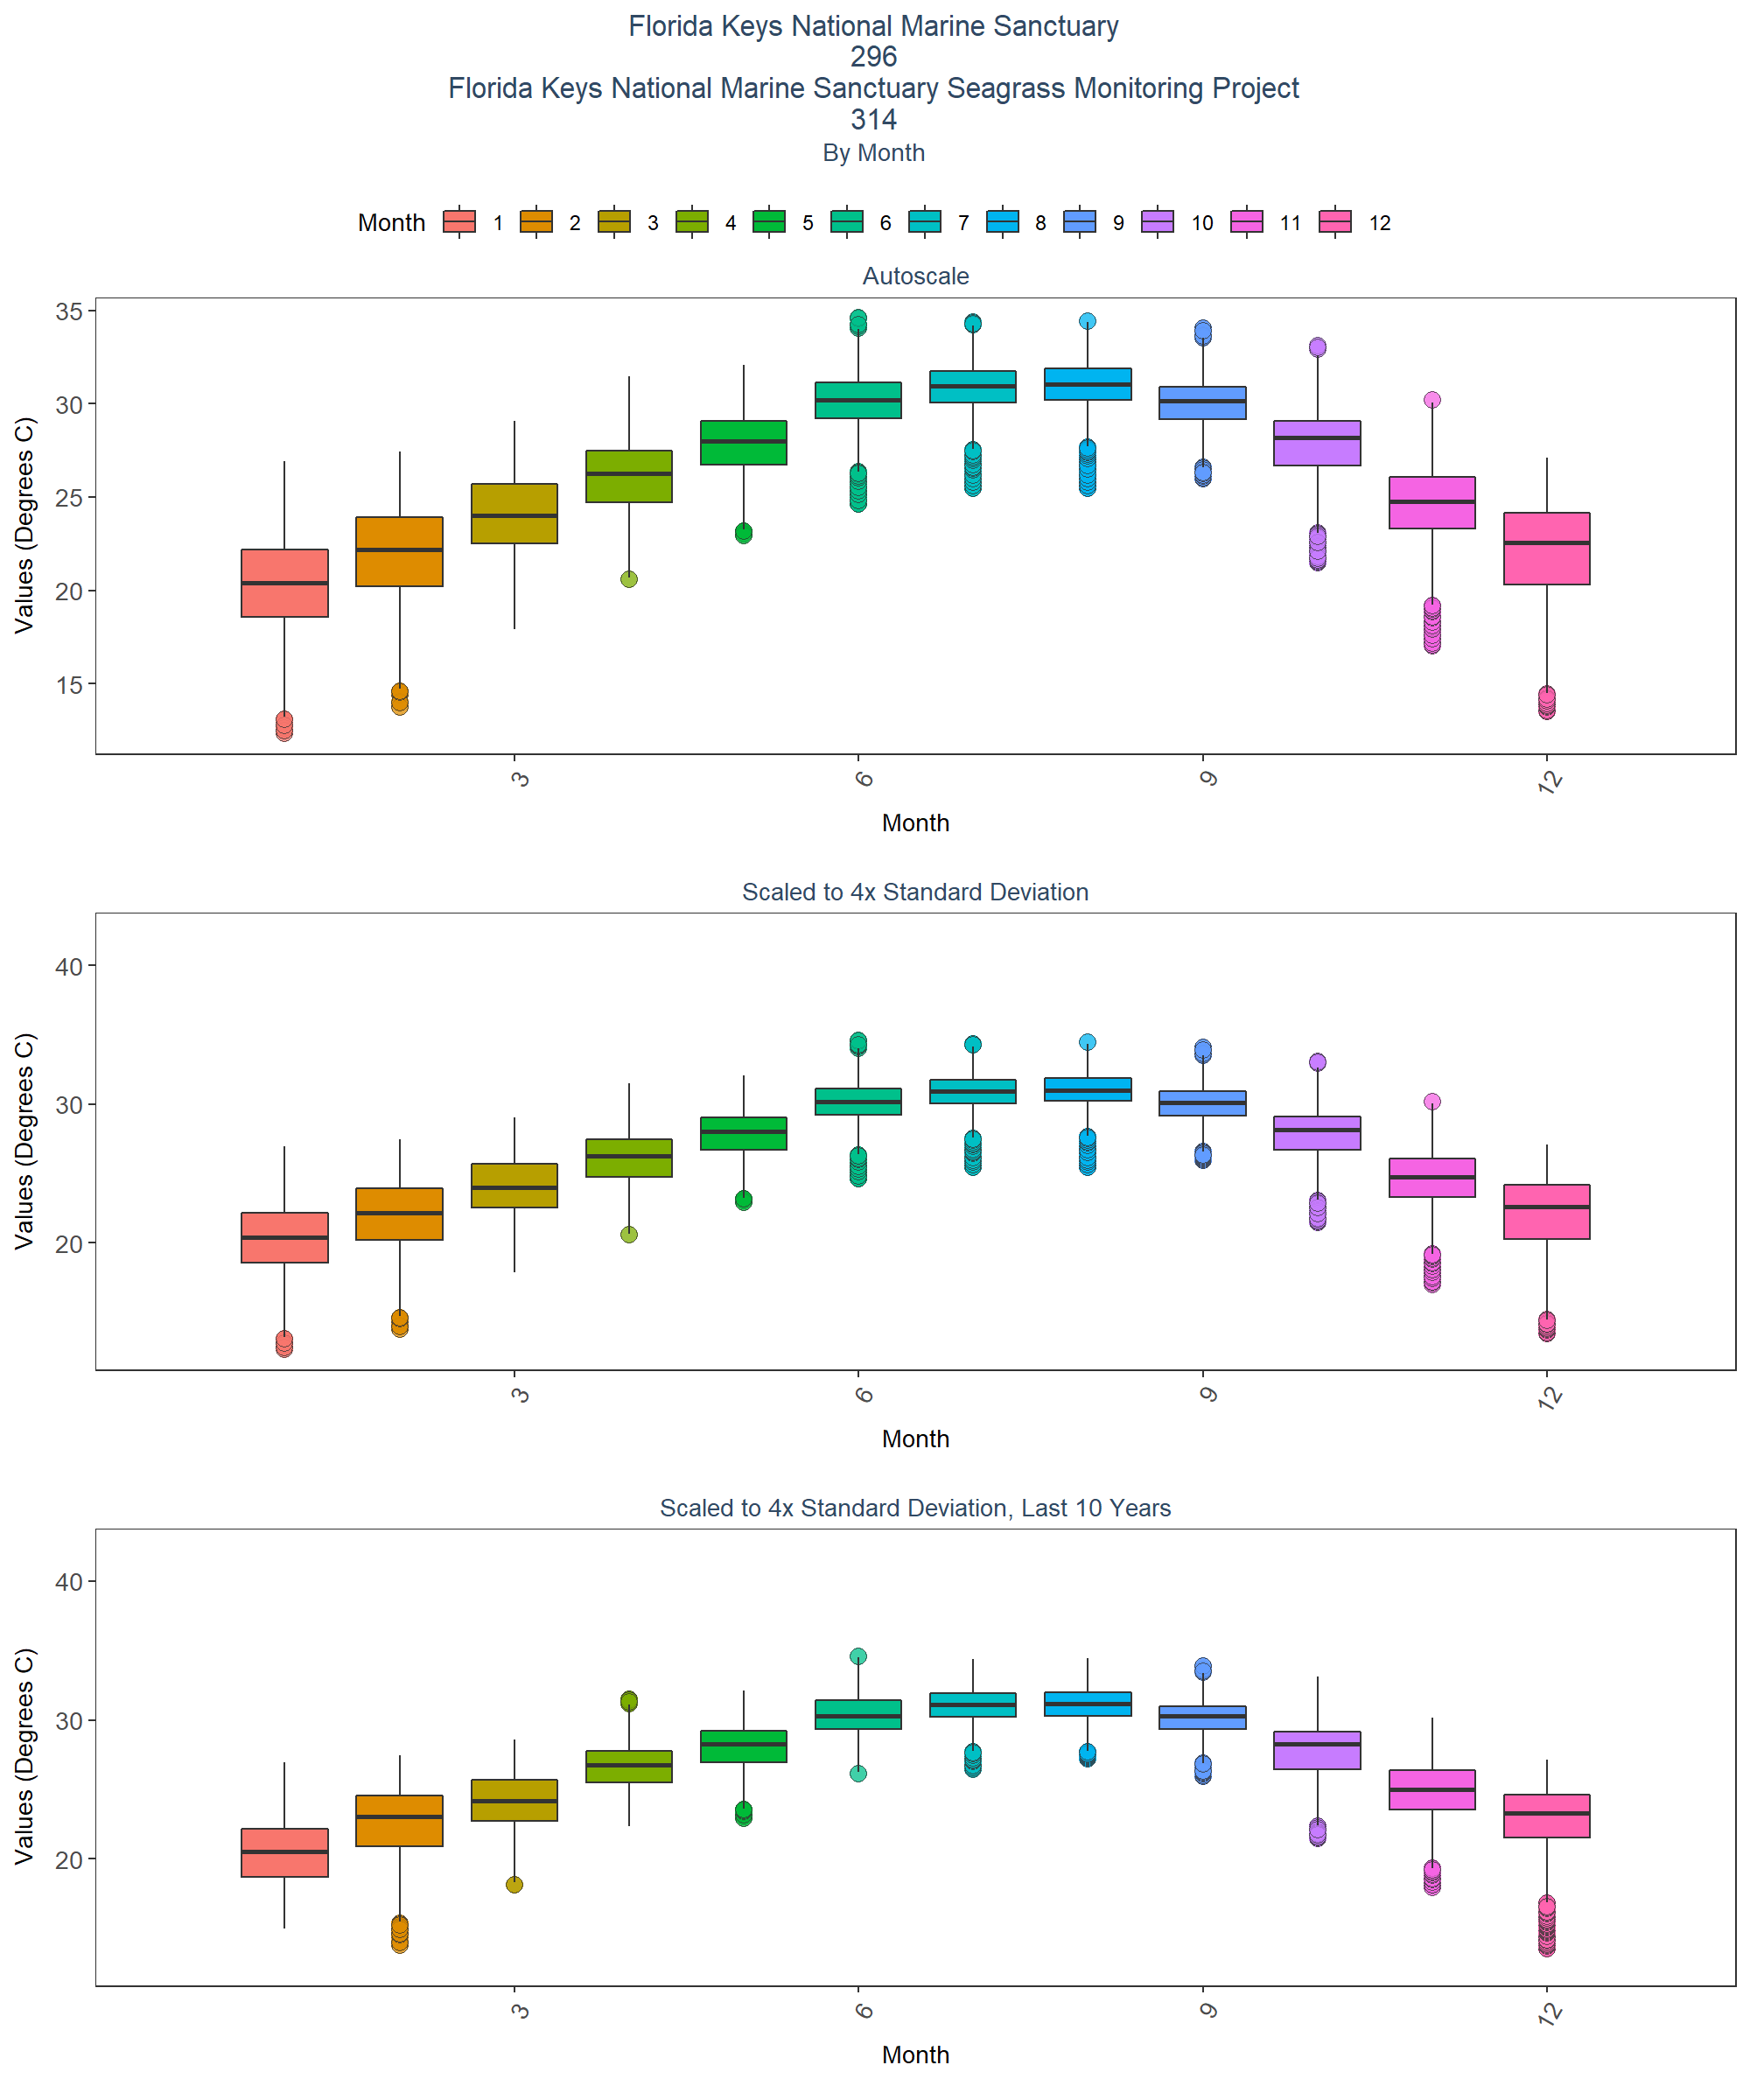 Florida Keys National Marine Sanctuary
296
Florida Keys National Marine Sanctuary Seagrass Monitoring Project
314
By Month
Month 1 2 3 4 5 6 7 8 9 10 11 12
Autoscale
Values (Degrees C)
35
30
25
20
15
3 6 9 12
Month
Scaled to 4x Standard Deviation
Values (Degrees C)
40
30
20
3 6 9 12
Month
Scaled to 4x Standard Deviation, Last 10 Years
Values (Degrees C)
40
30
20
3 6 9 12
Month